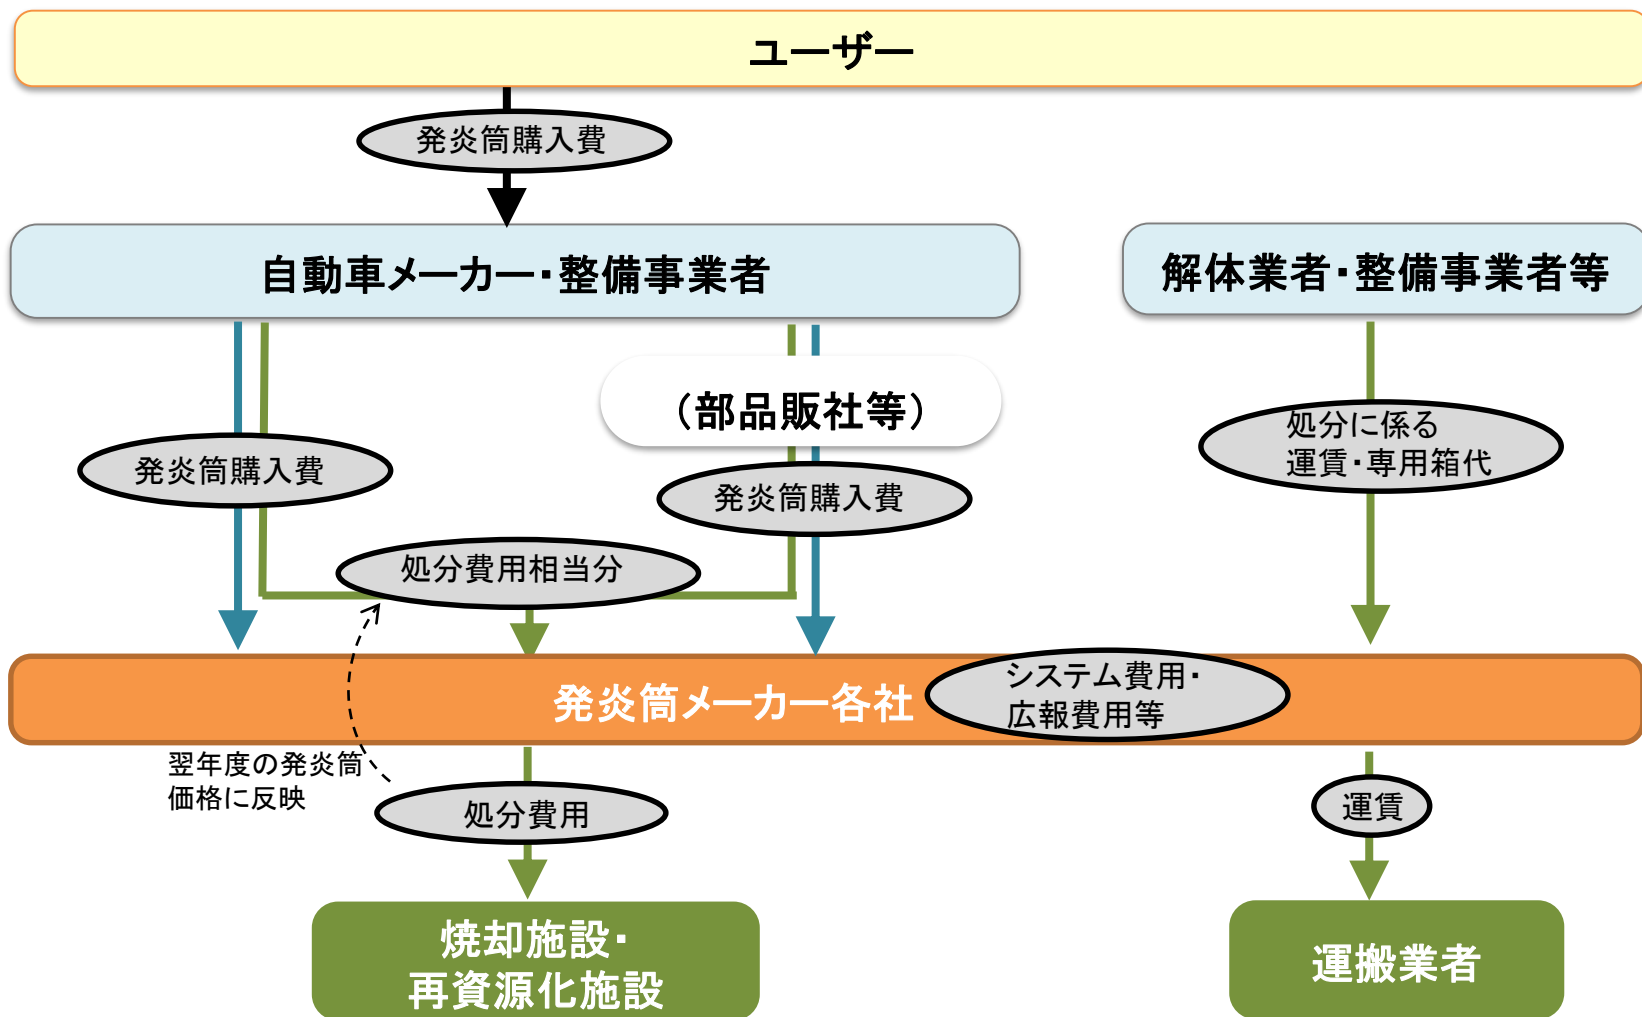 ユーザー
発炎筒購入費
自動車メーカー・整備事業者
解体業者・整備事業者等
（部品販社等）
処分に係る
運賃・専用箱代
発炎筒購入費
発炎筒購入費
処分費用相当分
発炎筒メーカー各社
システム費用・
広報費用等
翌年度の発炎筒
価格に反映
処分費用
運賃
焼却施設・
再資源化施設
運搬業者